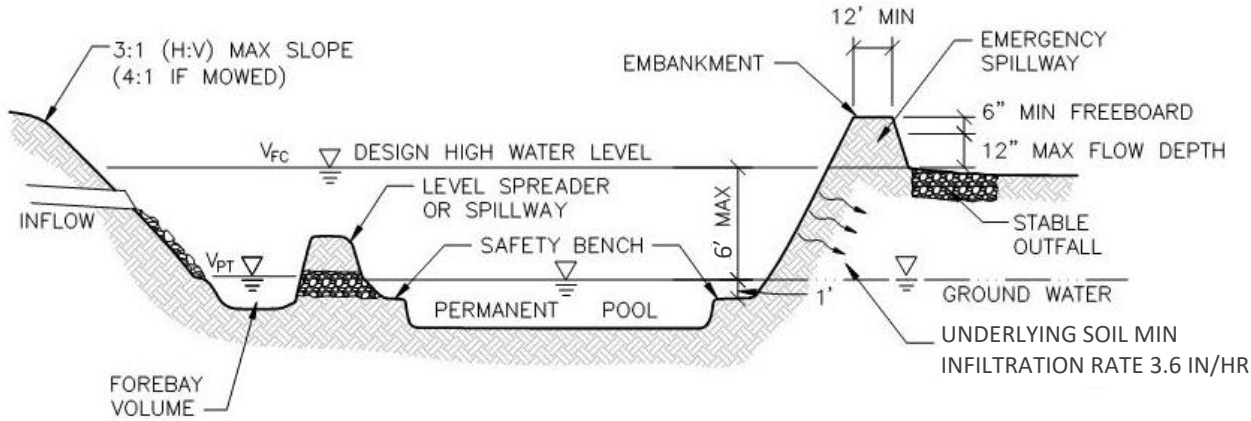 12' MIN
3:1 (H:V) MAX SLOPE
(4:1 IF MOWED)
EMBANKMENT
EMERGENCY
SPILLWAY
6" MIN FREEBOARD
12" MAX FLOW DEPTH
VFC
DESIGN HIGH WATER LEVEL
LEVEL SPREADER
OR SPILLWAY
INFLOW
6' MAX
STABLE
OUTFALL
SAFETY BENCH
VPT
1'
GROUND WATER
PERMANENT POOL
UNDERLYING SOIL MIN
INFILTRATION RATE 3.6 IN/HR
FOREBAY
VOLUME